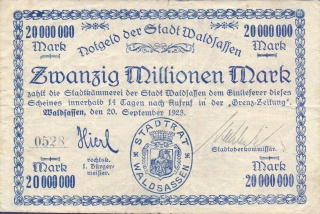 20 000 000 Notgeld der Stadt Waldsassen 20 000 000
Mark Mark
Zwanzig Millionen Mark
zahlt die Stadtkämmerei der Stadt Waldsassen dem Einlieferer dieses
Scheines innerhalb 14 Tagen nach Aufruf in der „Grenz-Zeitung“.
Waldsassen, den 20. September 1923.
0528 Hierl STADTRAT WALDSASSEN
rechtsk. Stadtoberkommissär.
1. Bürger-
meister.
Mark Mark
20 000 000 20 000 000